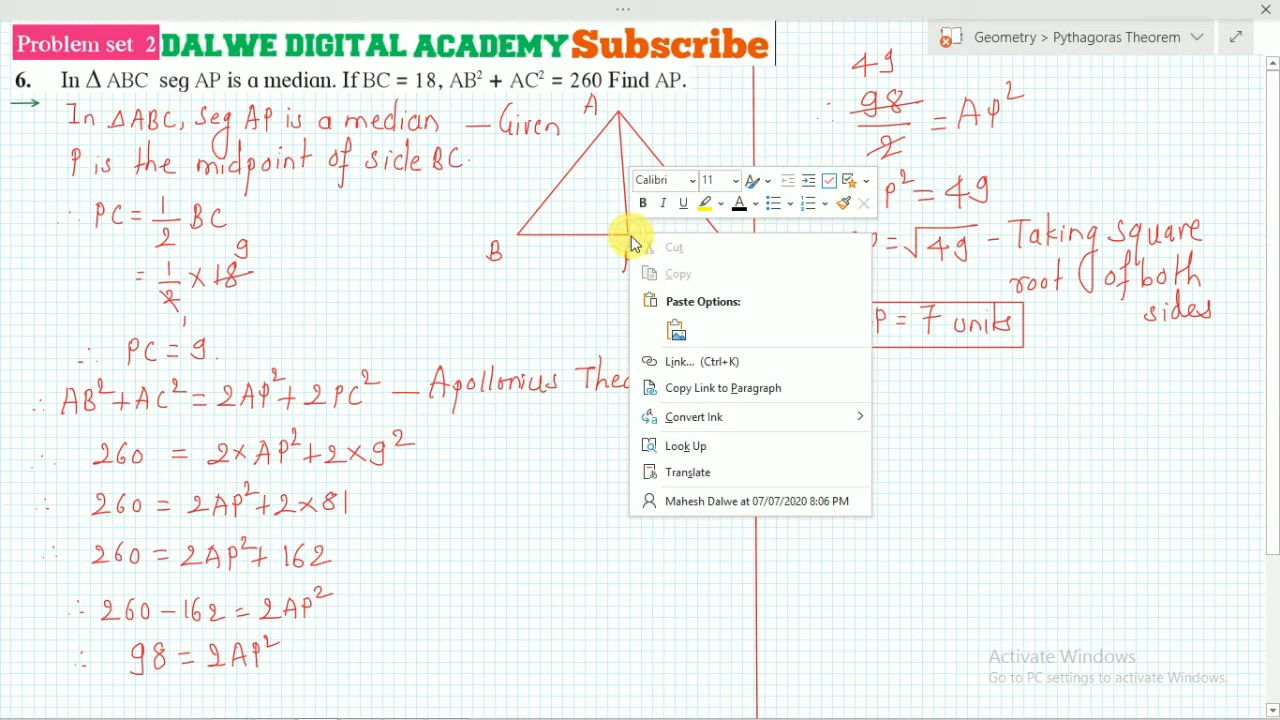 Problem set 2 DALWE DIGITAL ACADEMY Subscribe
Geometry > Pythagoras Theorem
6. In Δ ABC seg AP is a median. If BC = 18, AB² + AC² = 260 Find AP.
In △ABC, Seg AP is a median — Given
P is the midpoint of side BC.
PC = 1/2 BC
9
= 1/2 × 18
1
∴ PC = 9.
∴ AB² + AC² = 2AP² + 2PC² — Apollonius
∴ 260 = 2×AP² + 2×9²
∴ 260 = 2AP² + 2×81
∴ 260 = 2AP² + 162
∴ 260 − 162 = 2AP²
∴ 98 = 2AP²
A
B
49
∴ 98/2 = AP²
P² = 49
P = √49 - Taking square
root of both
sides
P = 7 units
Calibri 11
B I U A
Cut
Copy
Paste Options:
Link... (Ctrl+K)
Copy Link to Paragraph
Convert Ink
Look Up
Translate
Mahesh Dalwe at 07/07/2020 8:06 PM
Activate Windows
Go to PC settings to activate Windows.